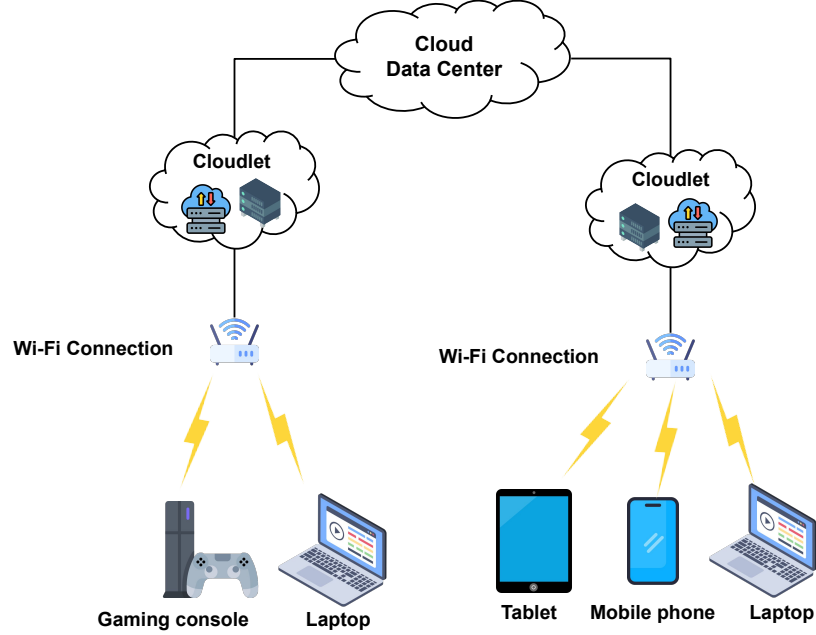 Cloud
Data Center
Cloudlet
Cloudlet
Wi-Fi Connection
Wi-Fi Connection
Gaming console
Laptop
Tablet
Mobile phone
Laptop